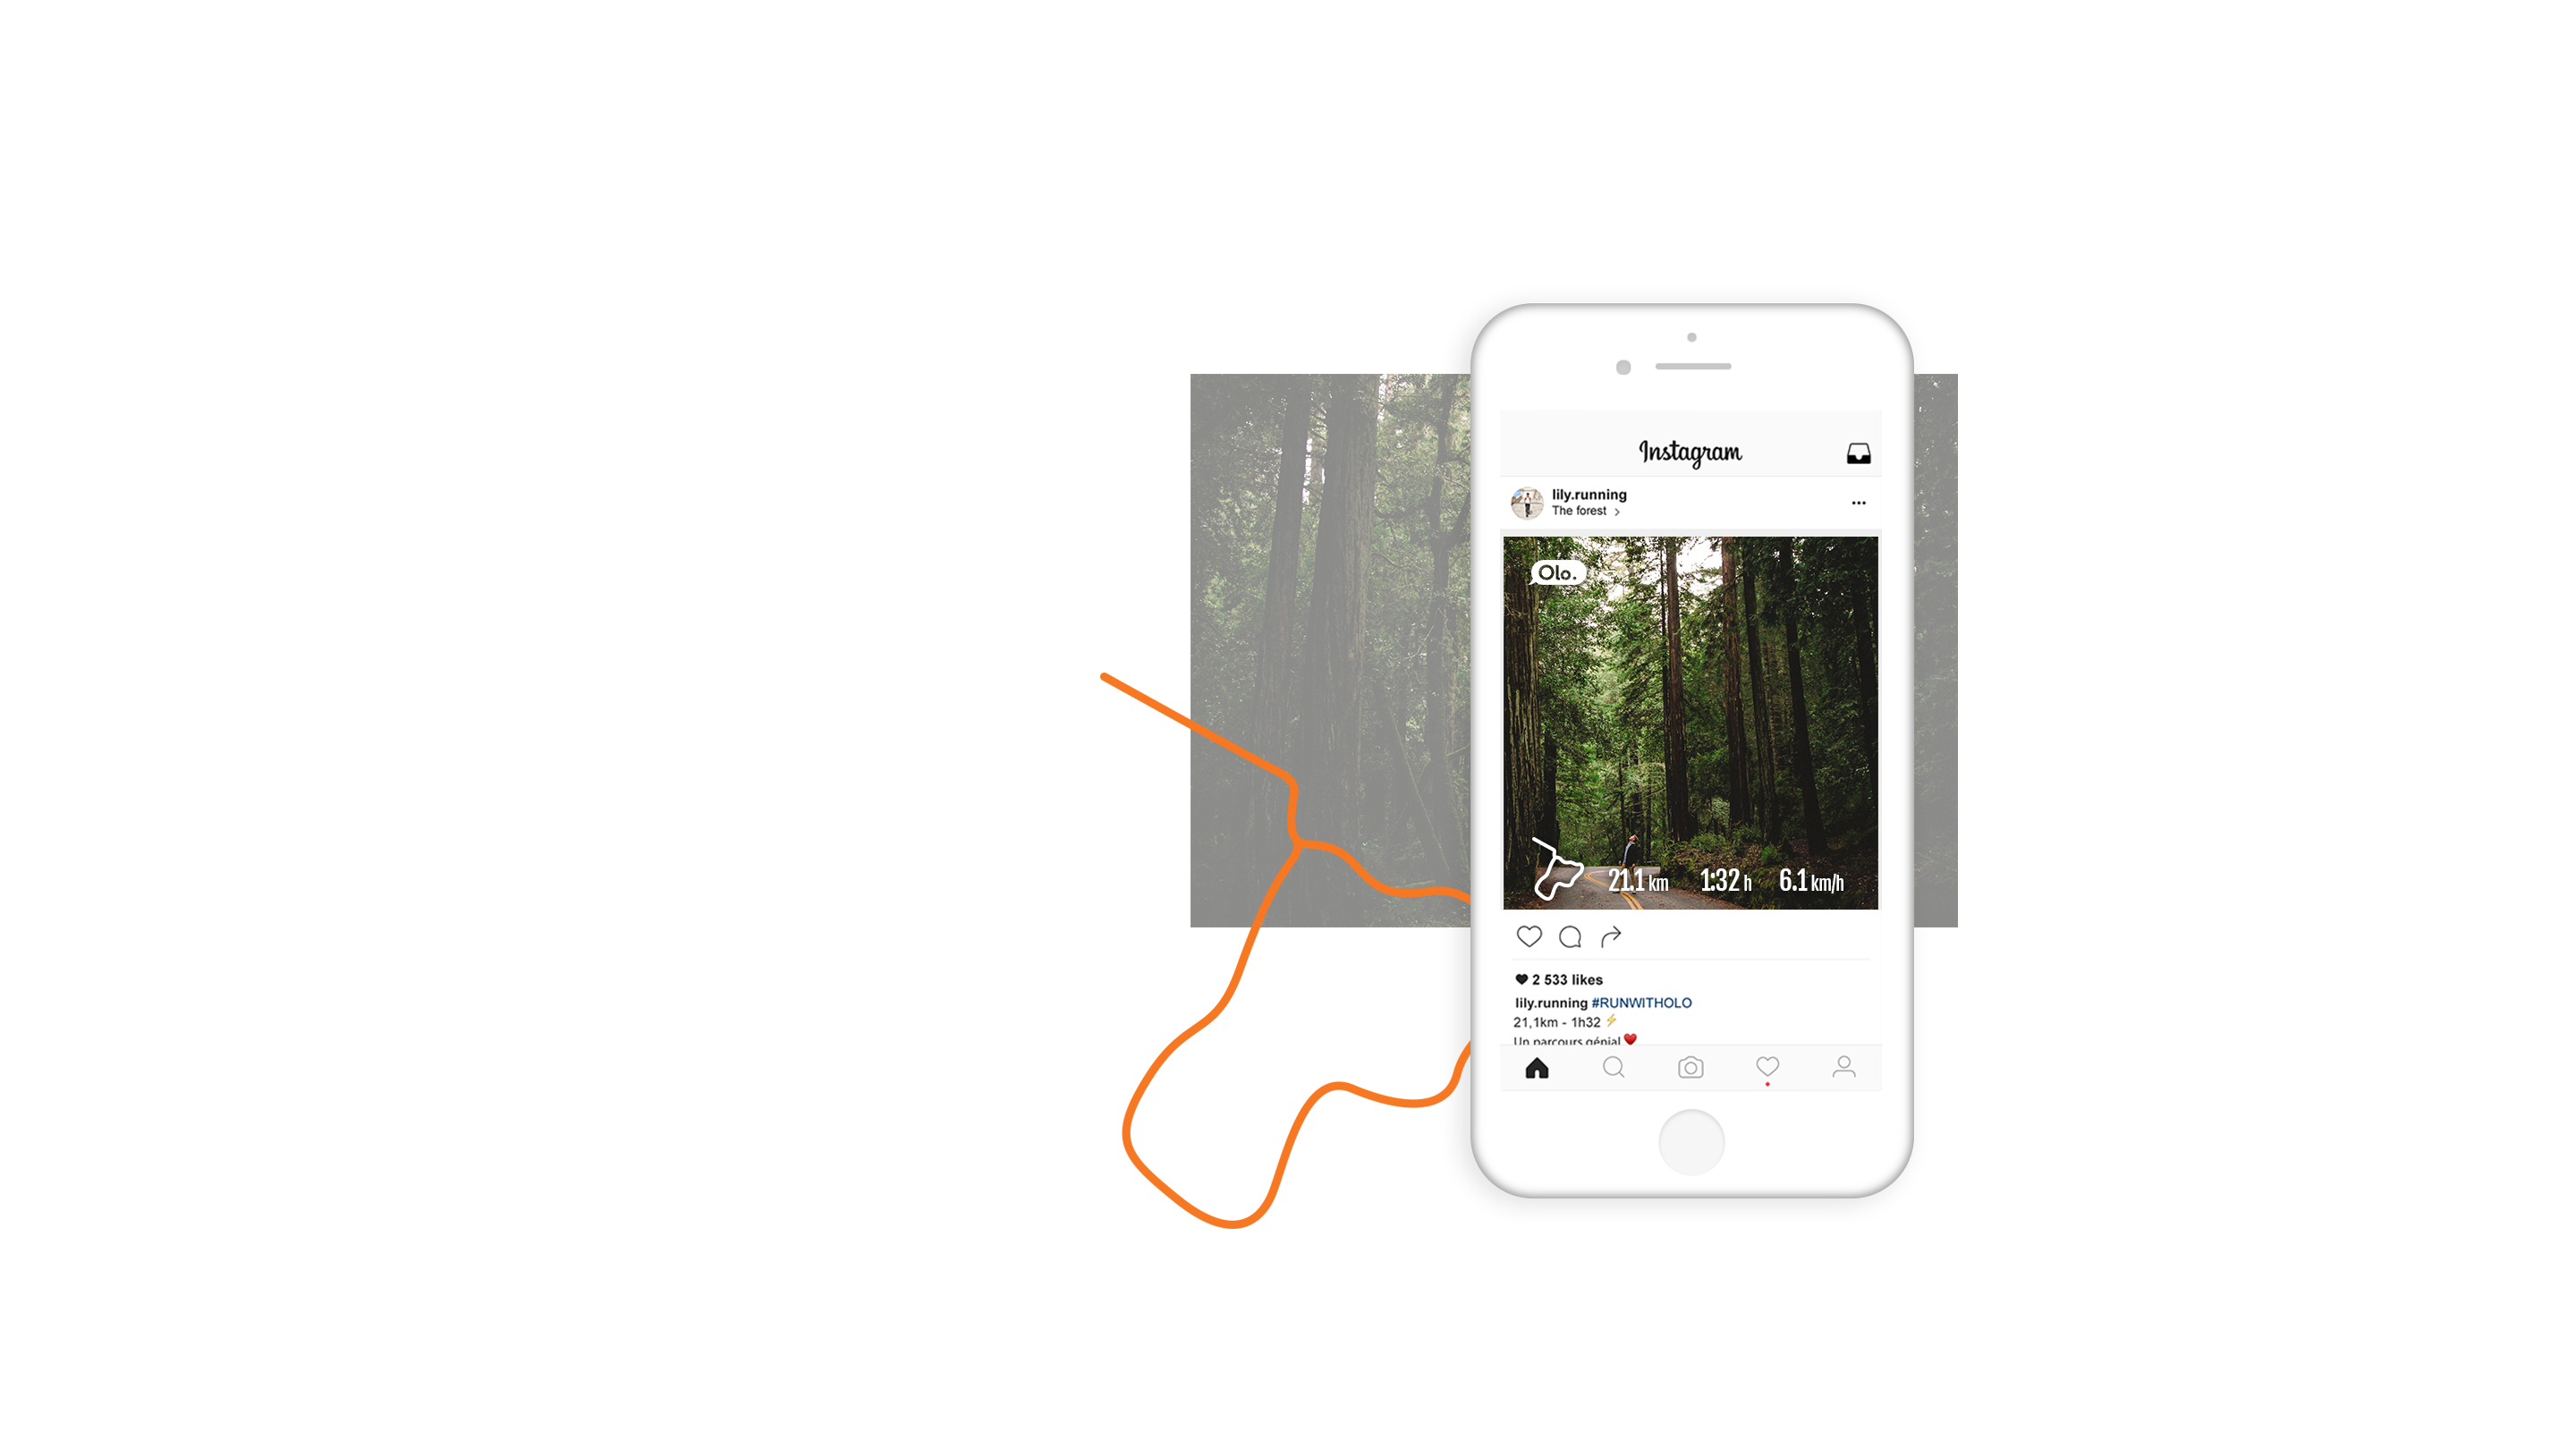 Instagram
lily.running
The forest >
Olo.
21.1 km 1:32 h 6.1 km/h
2 533 likes
lily.running #RUNWITHOLO
21,1km - 1h32 ⚡
Un parcours génial ❤️